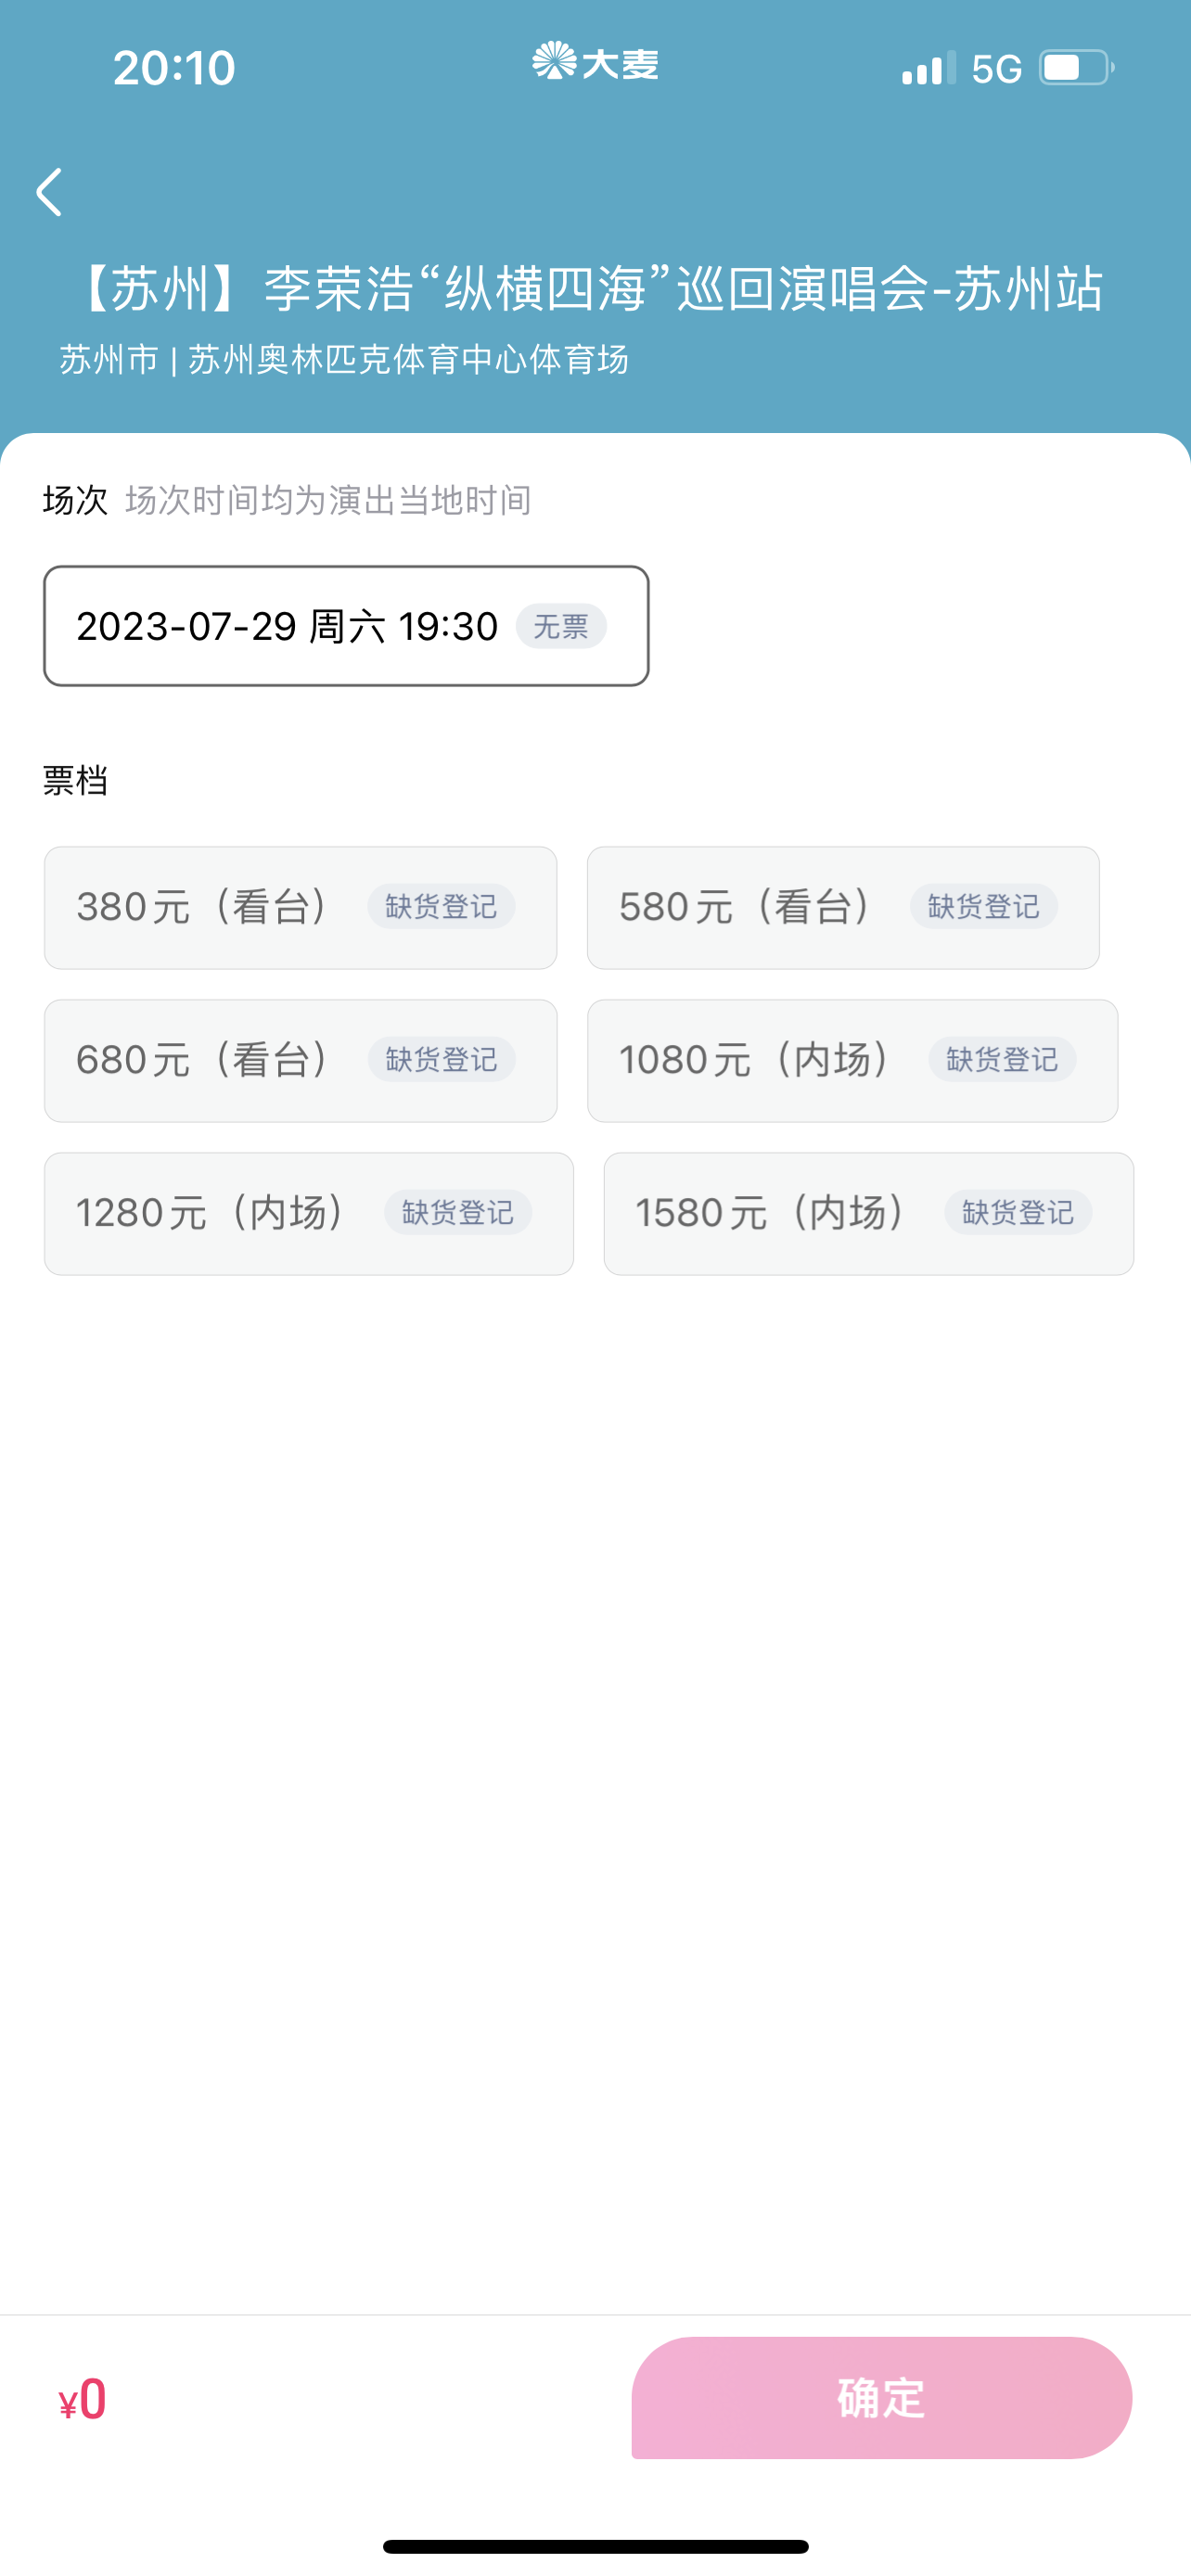 20:10 大麦 5G
【苏州】李荣浩“纵横四海”巡回演唱会-苏州站
苏州市 | 苏州奥林匹克体育中心体育场
场次 场次时间均为演出当地时间
2023-07-29 周六 19:30 无票
票档
380元（看台） 缺货登记 580元（看台） 缺货登记
680元（看台） 缺货登记 1080元（内场） 缺货登记
1280元（内场） 缺货登记 1580元（内场） 缺货登记
¥0 确定